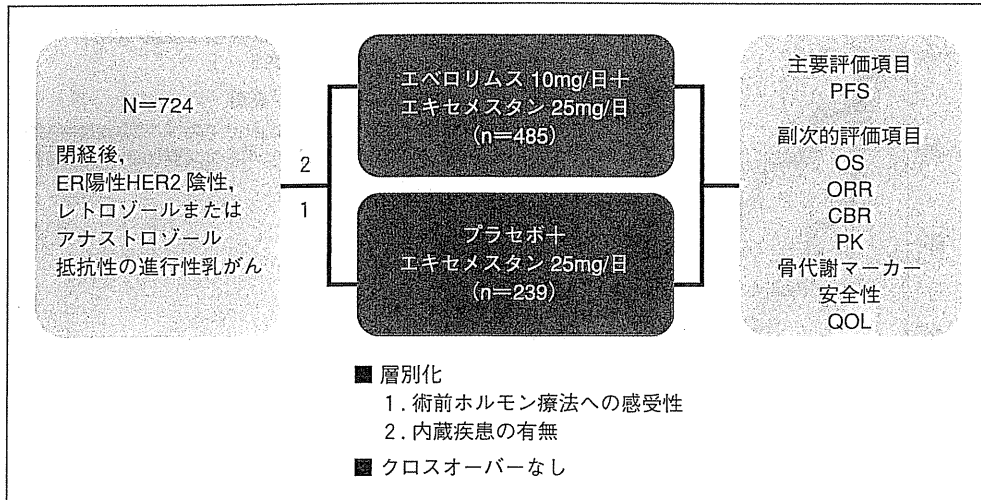 N=724
閉経後,
ER陽性HER2 陰性,
レトロゾールまたは
アナストロゾール
抵抗性の進行性乳がん
2
1
エベロリムス 10mg/日+
エキセメスタン 25mg/日
(n=485)
プラセボ+
エキセメスタン 25mg/日
(n=239)
■ 層別化
1.術前ホルモン療法への感受性
2.内蔵疾患の有無
■ クロスオーバーなし
主要評価項目
PFS
副次的評価項目
OS
ORR
CBR
PK
骨代謝マーカー
安全性
QOL